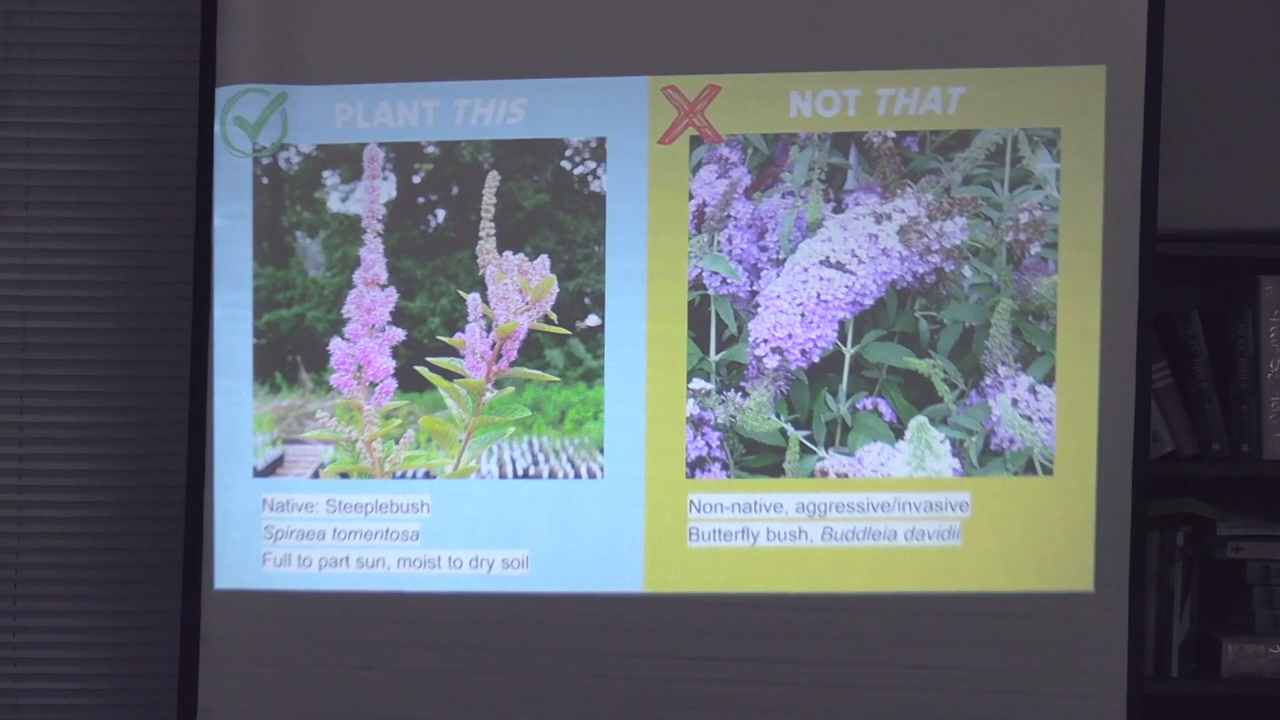 PLANT THIS
Native: Steeplebush
Spiraea tomentosa
Full to part sun, moist to dry soil
NOT THAT
Non-native, aggressive/invasive
Butterfly bush, Buddleia davidii